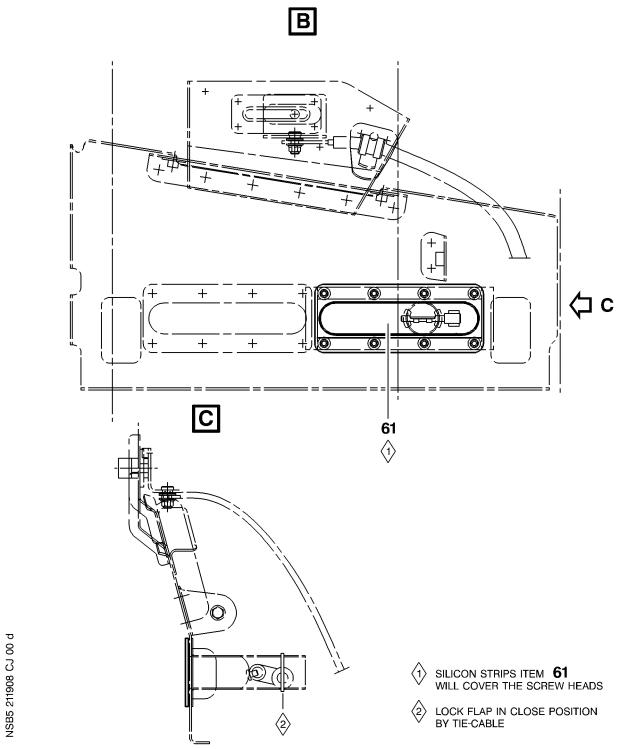 B
C
61
1
C
2
1 SILICON STRIPS ITEM 61
WILL COVER THE SCREW HEADS
2 LOCK FLAP IN CLOSE POSITION
BY TIE-CABLE
NSB5 211908 CJ 00 d